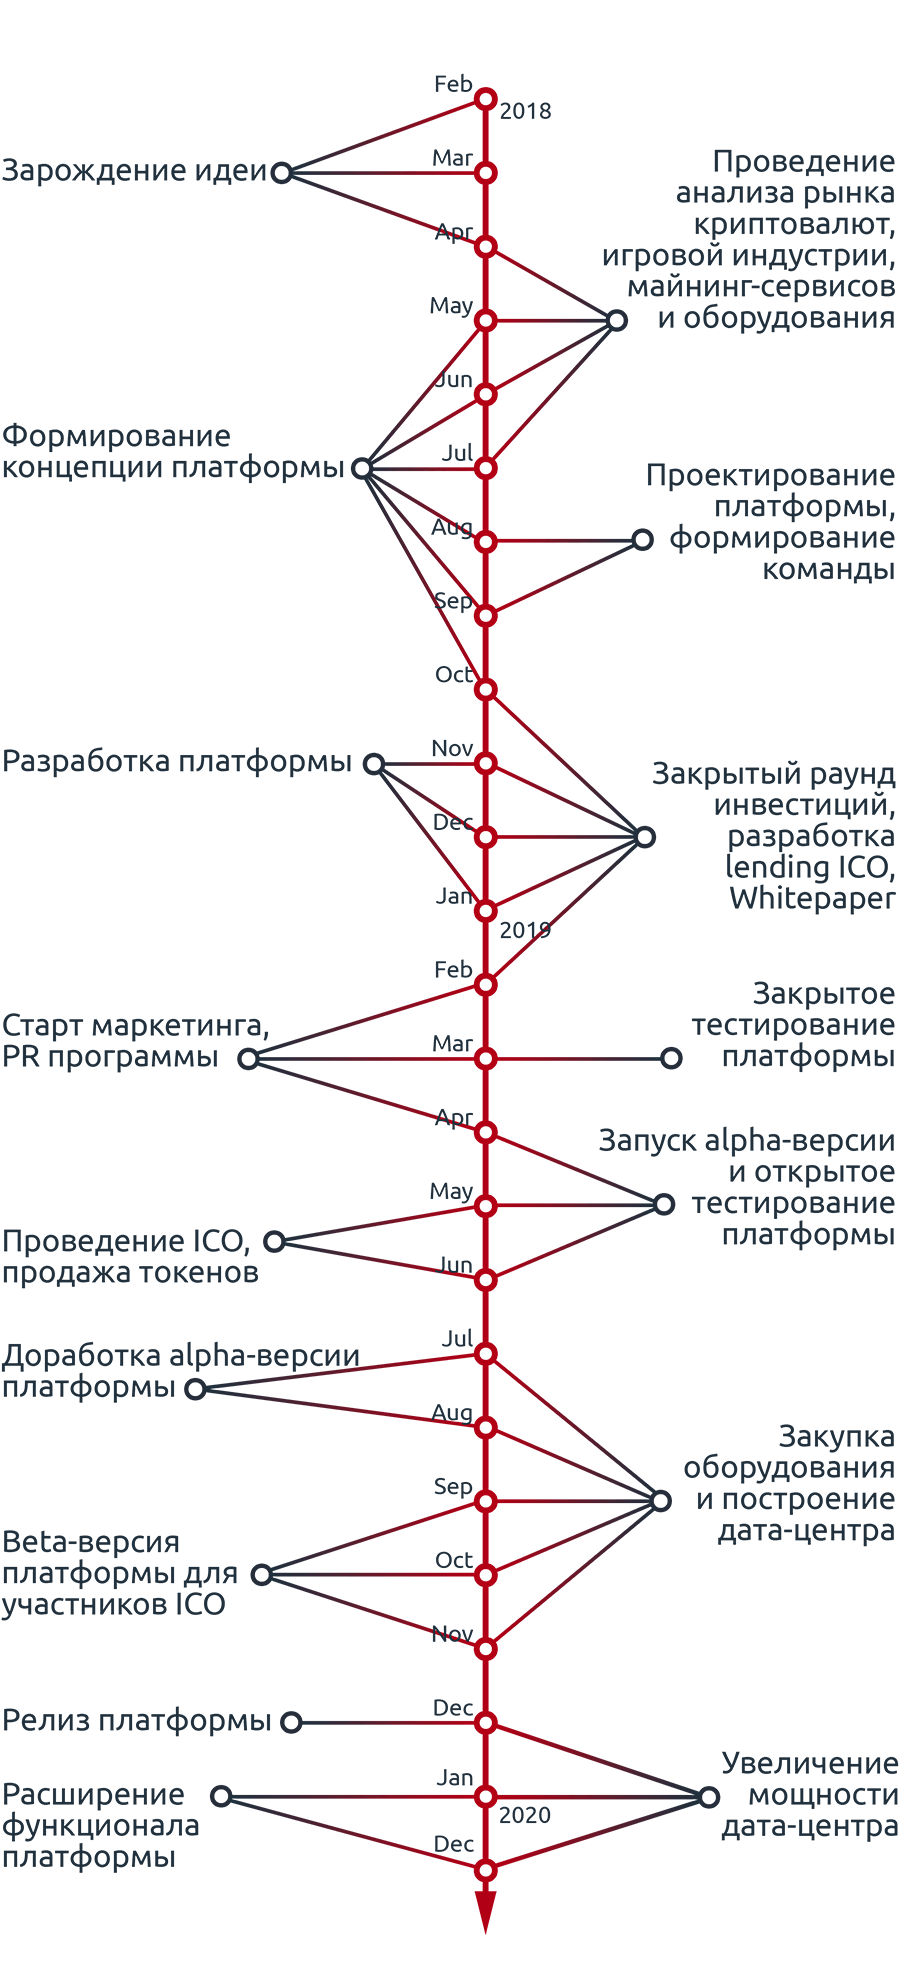 Feb
2018
Mar
Зарождение идеи
Проведение
анализа рынка
криптовалют,
игровой индустрии,
майнинг-сервисов
и оборудования
Apr
May
Jun
Формирование
концепции платформы
Jul
Проектирование
платформы,
формирование
команды
Aug
Sep
Oct
Nov
Разработка платформы
Закрытый раунд
инвестиций,
разработка
lending ICO,
Whitepaper
Dec
Jan
2019
Feb
Старт маркетинга,
PR программы
Mar
Закрытое
тестирование
платформы
Apr
Запуск alpha-версии
и открытое
тестирование
платформы
May
Проведение ICO,
продажа токенов
Jun
Jul
Доработка alpha-версии
платформы
Aug
Закупка
оборудования
и построение
дата-центра
Sep
Beta-версия
платформы для
участников ICO
Oct
Nov
Dec
Релиз платформы
Jan
2020
Увеличение
мощности
дата-центра
Расширение
функционала
платформы
Dec